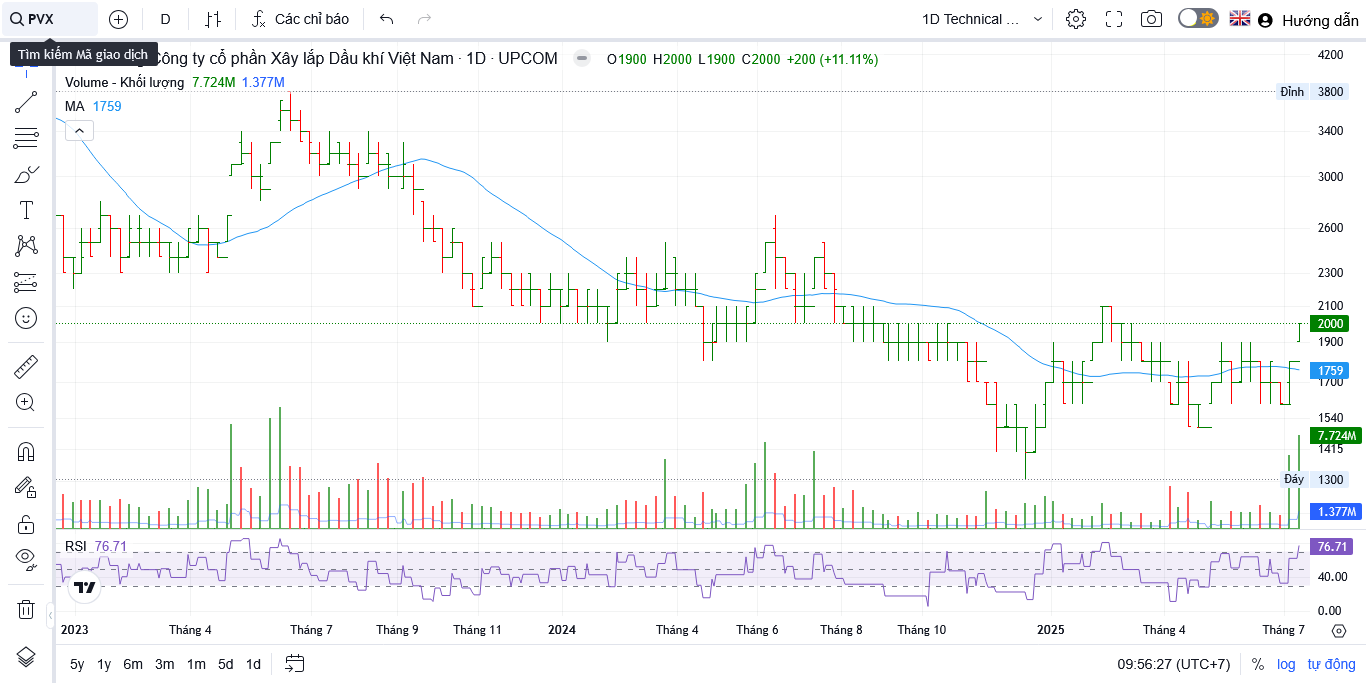 PVX D Các chỉ báo 1D Technical ... Hướng dẫn
Tìm kiếm Mã giao dịch
Công ty cổ phần Xây lắp Dầu khí Việt Nam · 1D · UPCOM O1900 H2000 L1900 C2000 +200 (+11.11%)
Volume - Khối lượng 7.724M 1.377M
MA 1759
4200
Đỉnh 3800
3400
3000
2600
2300
2100
2000
1900
1759
1700
1540
7.724M
1415
Đáy 1300
1.377M
RSI 76.71
76.71
40.00
0.00
2023 Tháng 4 Tháng 7 Tháng 9 Tháng 11 2024 Tháng 4 Tháng 6 Tháng 8 Tháng 10 2025 Tháng 4 Tháng 7
5y 1y 6m 3m 1m 5d 1d 09:56:27 (UTC+7) % log tự động